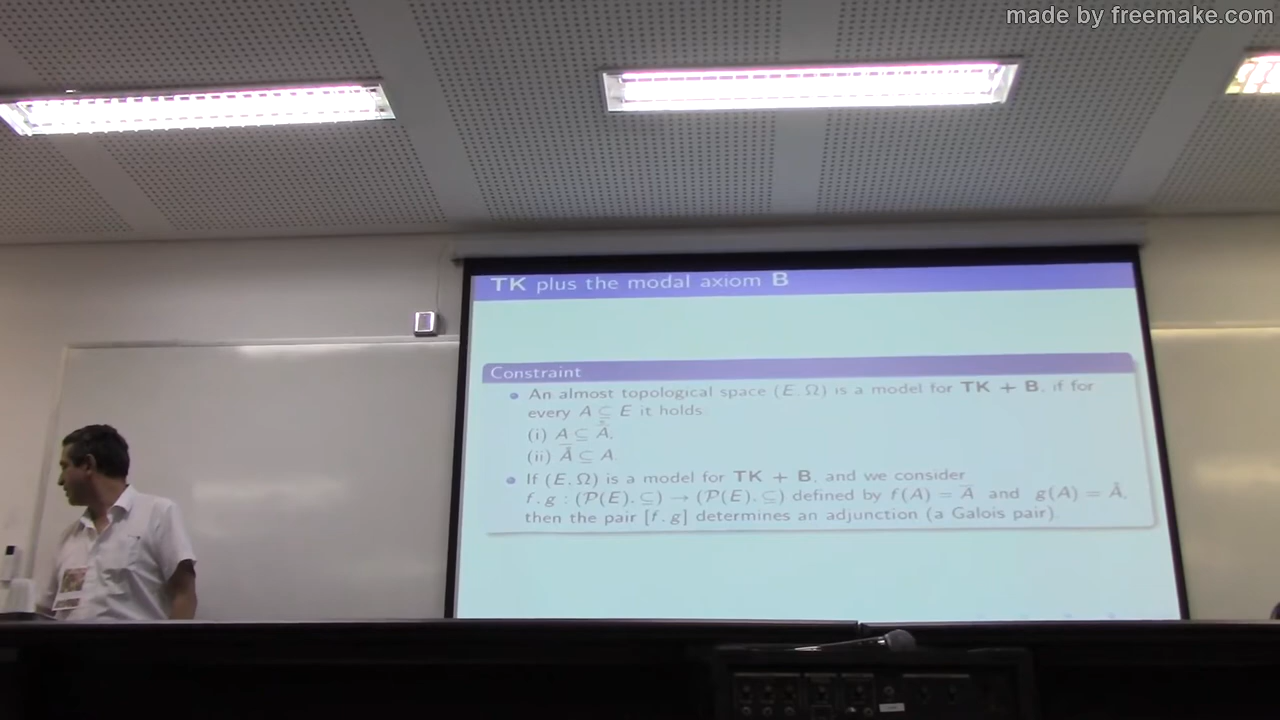 made by freemake.com
TK plus the modal axiom B
Constraint
An almost topological space (E, Ω) is a model for TK + B, if for
every A ⊆ E it holds
(i) A ⊆ Å̅,
(ii) Å̅ ⊆ A.
If (E, Ω) is a model for TK + B, and we consider
f, g : (P(E), ⊆) → (P(E), ⊆) defined by f(A) = A̅ and g(A) = Å,
then the pair [f, g] determines an adjunction (a Galois pair).